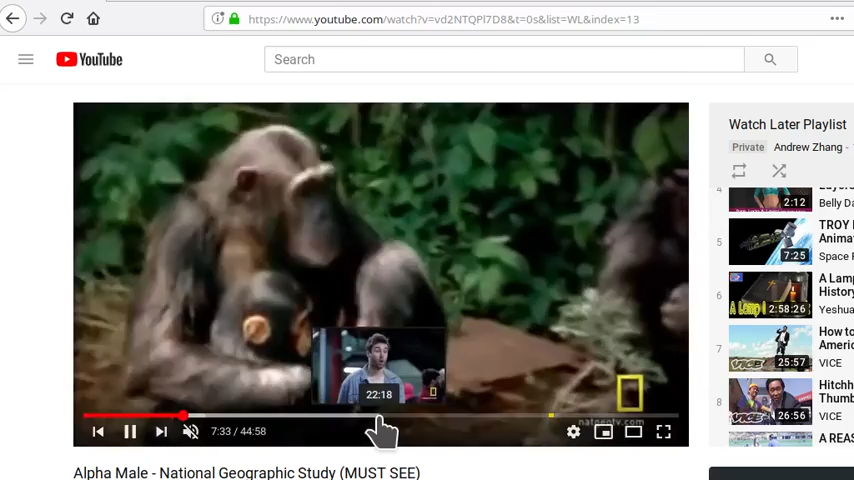 https://www.youtube.com/watch?v=vd2NTQPl7D8&t=0s&list=WL&index=13
YouTube
Search
22:18
natgeotv.com
7:33 / 44:58
Alpha Male - National Geographic Study (MUST SEE)
Watch Later Playlist
Private Andrew Zhang -
4
2:12
Belly Da
5
7:25
TROY
Anima
Space
6
2:58:26
A Lamp
History
Yeshua
7
25:57
How to
Americ
VICE
8
26:56
Hitchh
Thumb
VICE
A REAS